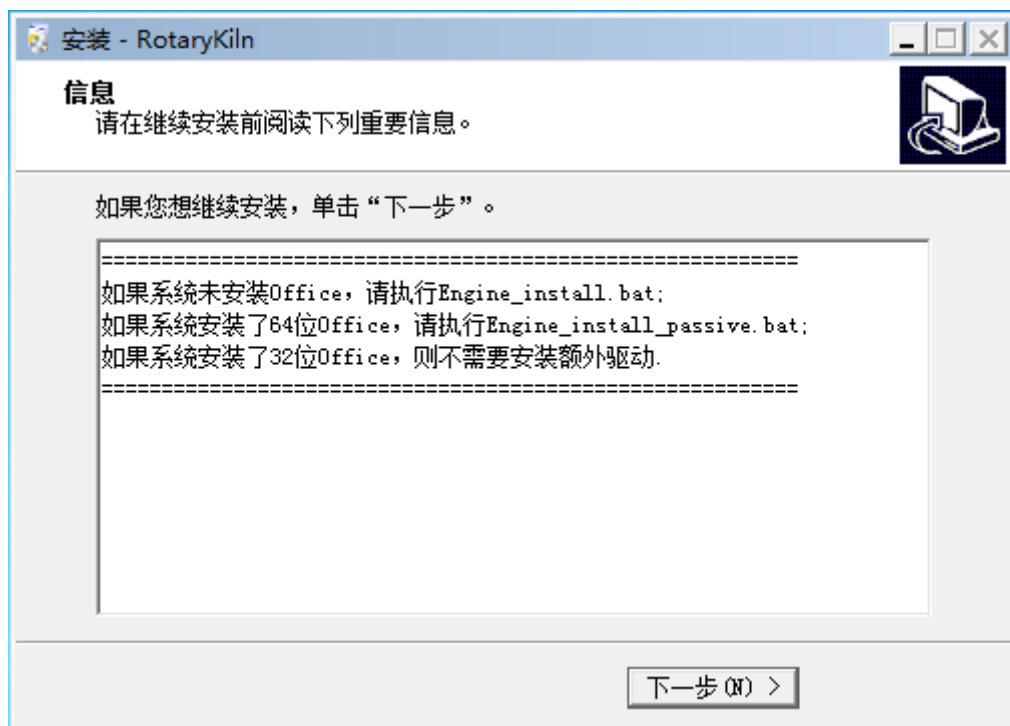 安装 - RotaryKiln
信息
请在继续安装前阅读下列重要信息。
如果您想继续安装，单击“下一步”。
==========================================================
如果系统未安装Office，请执行Engine_install.bat;
如果系统安装了64位Office，请执行Engine_install_passive.bat;
如果系统安装了32位Office，则不需要安装额外驱动.
==========================================================
下一步(N) >